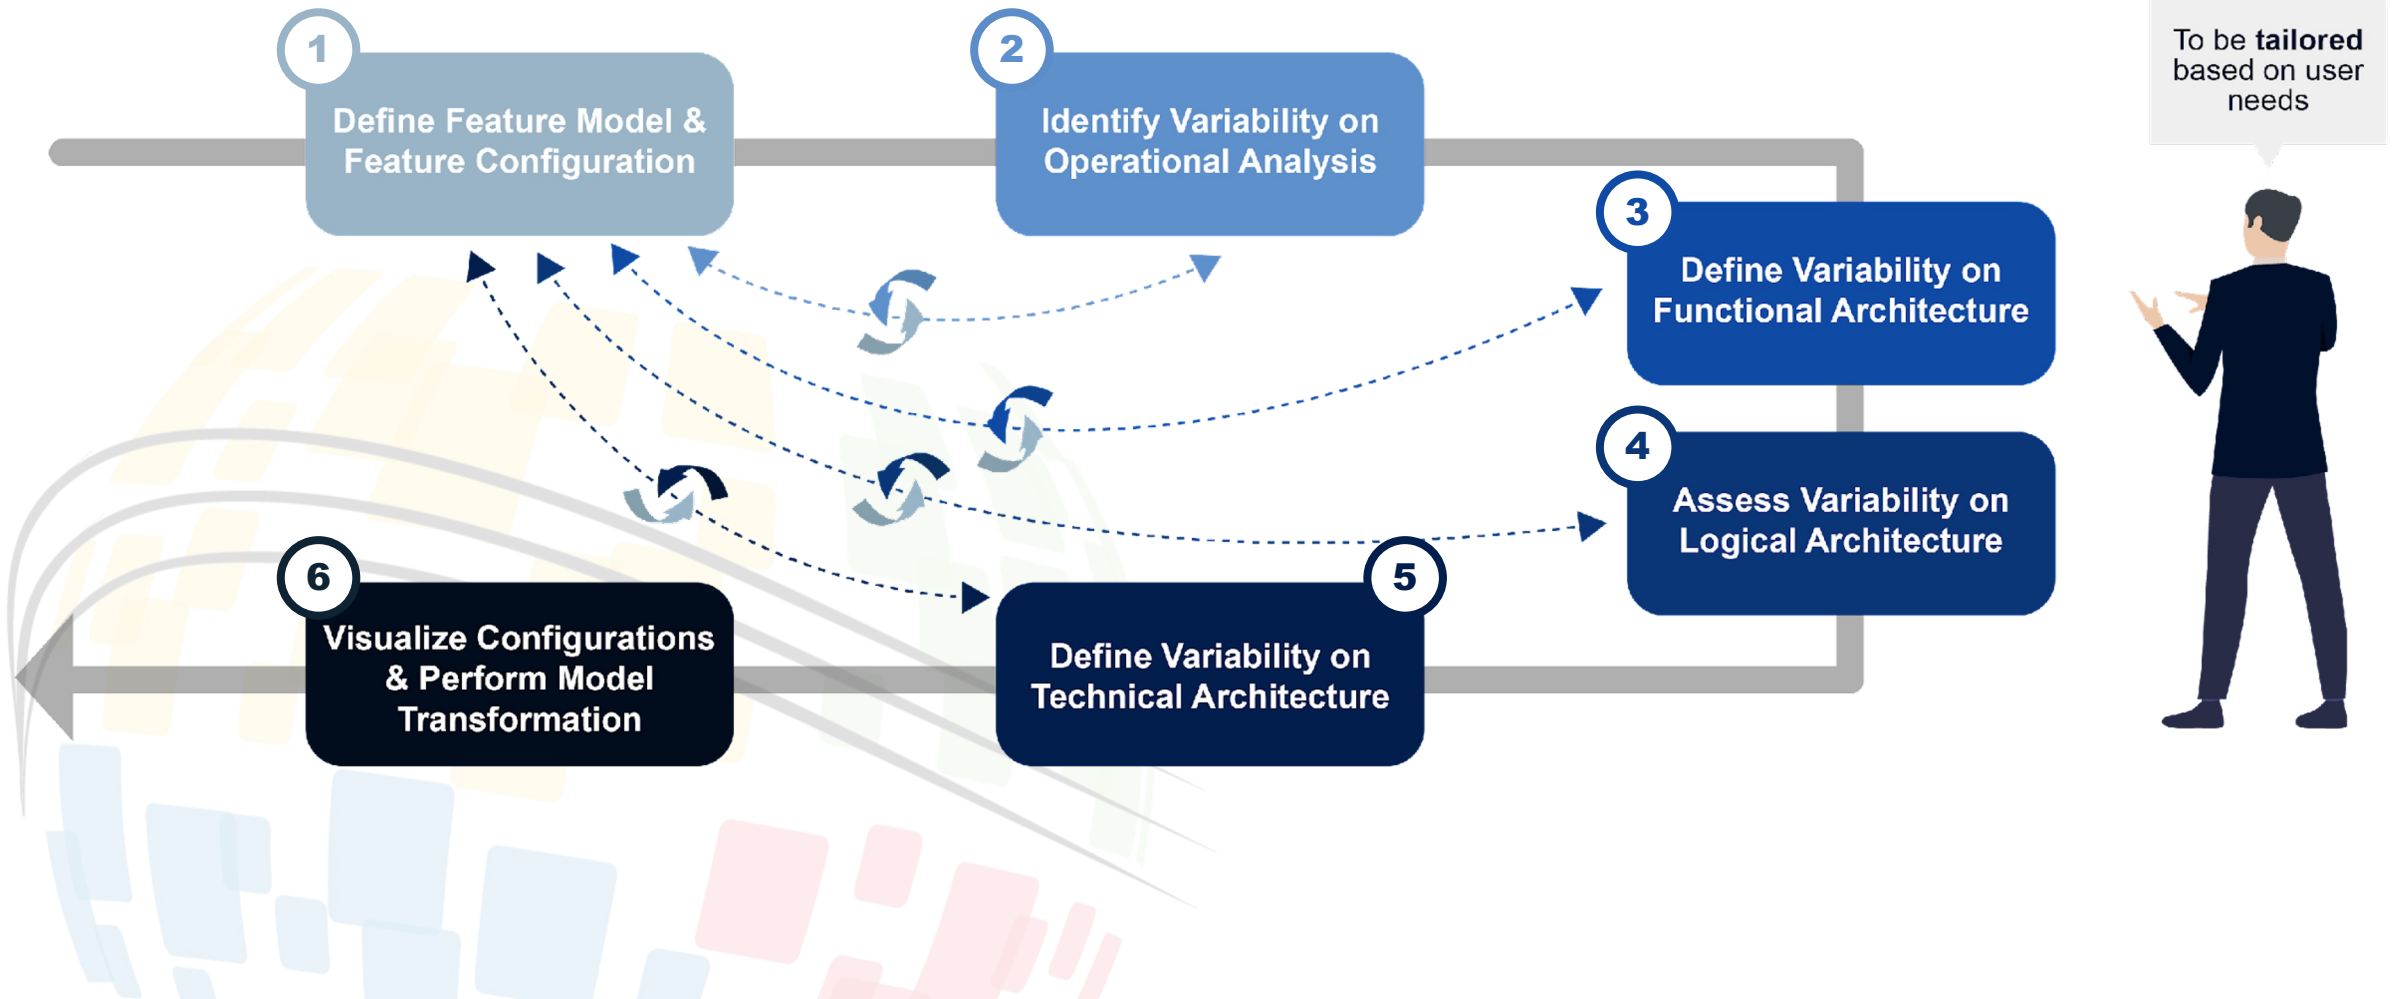 1
Define Feature Model &
Feature Configuration
2
Identify Variability on
Operational Analysis
3
Define Variability on
Functional Architecture
4
Assess Variability on
Logical Architecture
5
Define Variability on
Technical Architecture
6
Visualize Configurations
& Perform Model
Transformation
To be tailored
based on user
needs